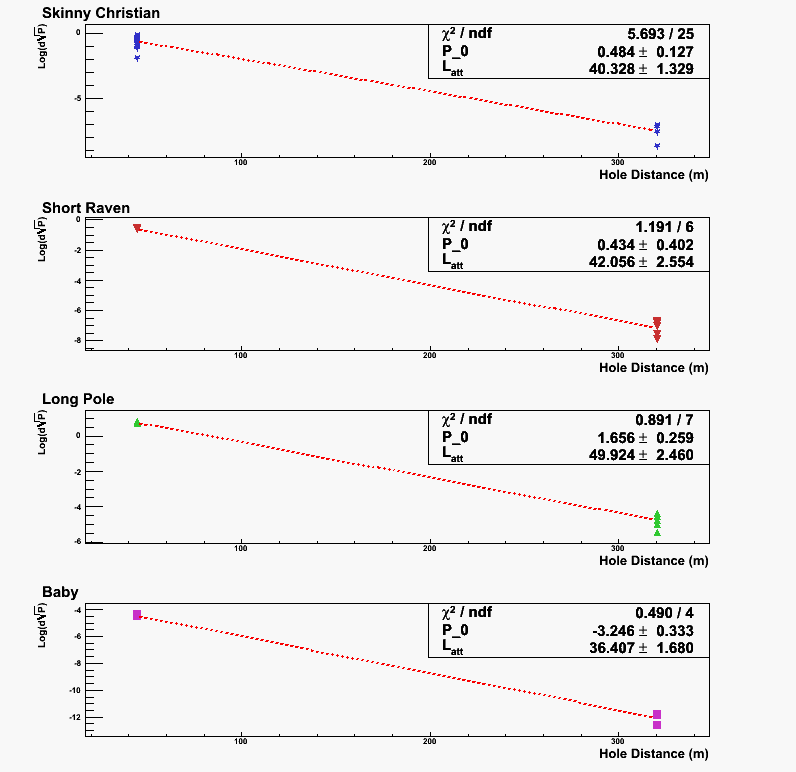 Skinny Christian
Log(d√P)
0
-5
χ² / ndf 5.693 / 25
P_0 0.484 ± 0.127
L_att 40.328 ± 1.329
100 200 300
Hole Distance (m)
Short Raven
Log(d√P)
0
-2
-4
-6
-8
χ² / ndf 1.191 / 6
P_0 0.434 ± 0.402
L_att 42.056 ± 2.554
100 200 300
Hole Distance (m)
Long Pole
Log(d√P)
0
-2
-4
-6
χ² / ndf 0.891 / 7
P_0 1.656 ± 0.259
L_att 49.924 ± 2.460
100 200 300
Hole Distance (m)
Baby
Log(d√P)
-4
-6
-8
-10
-12
χ² / ndf 0.490 / 4
P_0 -3.246 ± 0.333
L_att 36.407 ± 1.680
100 200 300
Hole Distance (m)